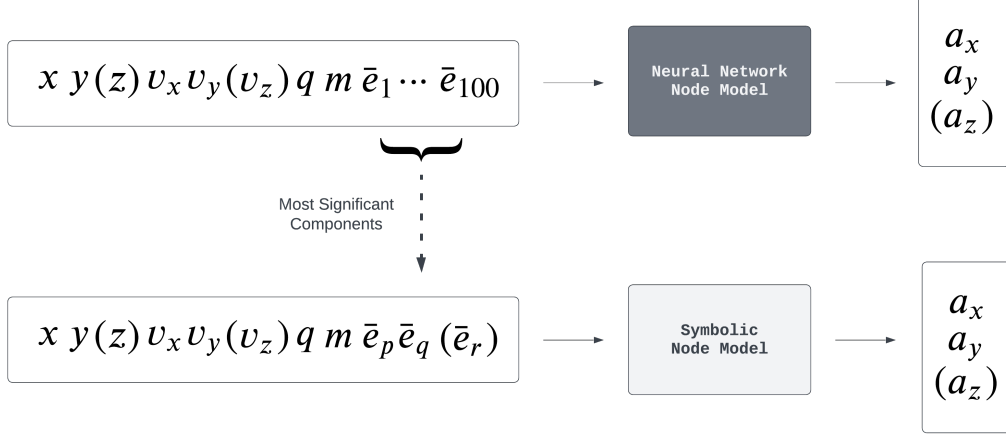 x y(z) v_x v_y(v_z) q m ē_1 ⋯ ē_100
Neural Network
Node Model
a_x
a_y
(a_z)
Most Significant
Components
x y(z) v_x v_y(v_z) q m ē_p ē_q (ē_r)
Symbolic
Node Model
a_x
a_y
(a_z)